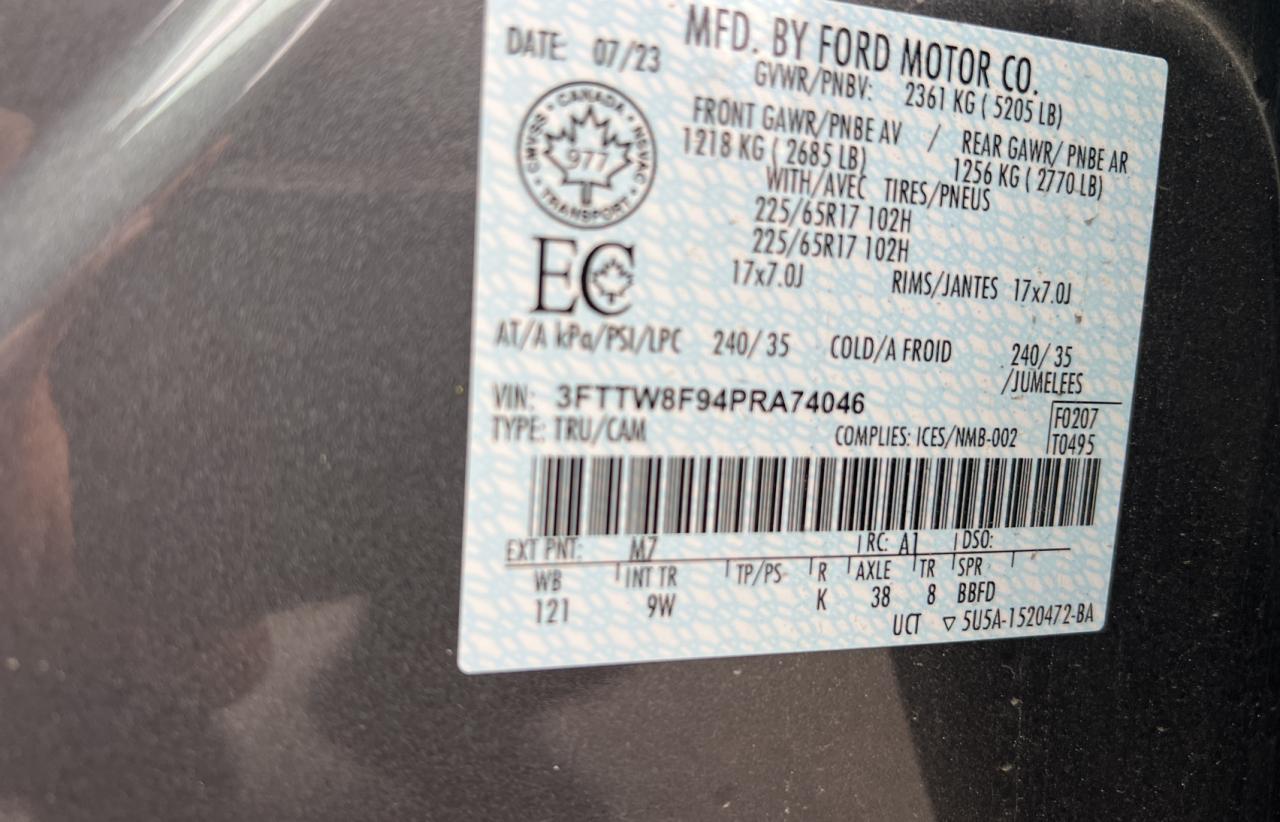 MFD. BY FORD MOTOR CO.
DATE: 07/23
GVWR/PNBV: 2361 KG ( 5205 LB)
FRONT GAWR/PNBE AV / REAR GAWR/ PNBE AR
1218 KG ( 2685 LB) 1256 KG ( 2770 LB)
WITH/AVEC TIRES/PNEUS
225/65R17 102H
225/65R17 102H
17x7.0J RIMS/JANTES 17x7.0J
CANADA · NSVAC · TRANSPORT · CMVSS
977
EC
AT/A kPa/PSI/LPC 240/ 35 COLD/A FROID 240/ 35
/JUMELEES
VIN: 3FTTW8F94PRA74046
F0207
TYPE: TRU/CAM COMPLIES: ICES/NMB-002 T0495
EXT PNT: M7 RC: A1 DSO:
WB INT TR TP/PS R AXLE TR SPR
121 9W K 38 8 BBFD
UCT ▽ 5U5A-1520472-BA